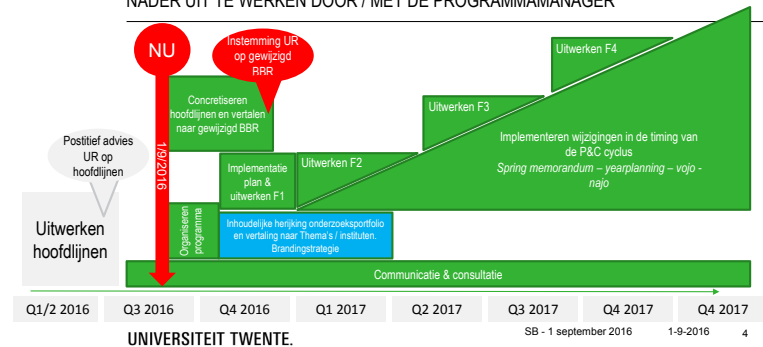 NADER UIT TE WERKEN DOOR / MET DE PROGRAMMAMANAGER
NU
Instemming UR
op gewijzigd
BBR
Uitwerken F4
Concretiseren
hoofdlijnen en vertalen
naar gewijzigd BBR
Uitwerken F3
Postitief advies
UR op
hoofdlijnen
1/9/2016
Implementatie
plan &
uitwerken F1
Uitwerken F2
Implementeren wijzigingen in de timing van
de P&C cyclus
Spring memorandum – yearplanning – vojo -
najo
Uitwerken
hoofdlijnen
Organiseren
programma
Inhoudelijke herijking onderzoeksportfolio
en vertaling naar Thema's / instituten.
Brandingstrategie
Communicatie & consultatie
Q1/2 2016
Q3 2016
Q4 2016
Q1 2017
Q2 2017
Q3 2017
Q4 2017
Q4 2017
UNIVERSITEIT TWENTE.
SB - 1 september 2016
1-9-2016
4